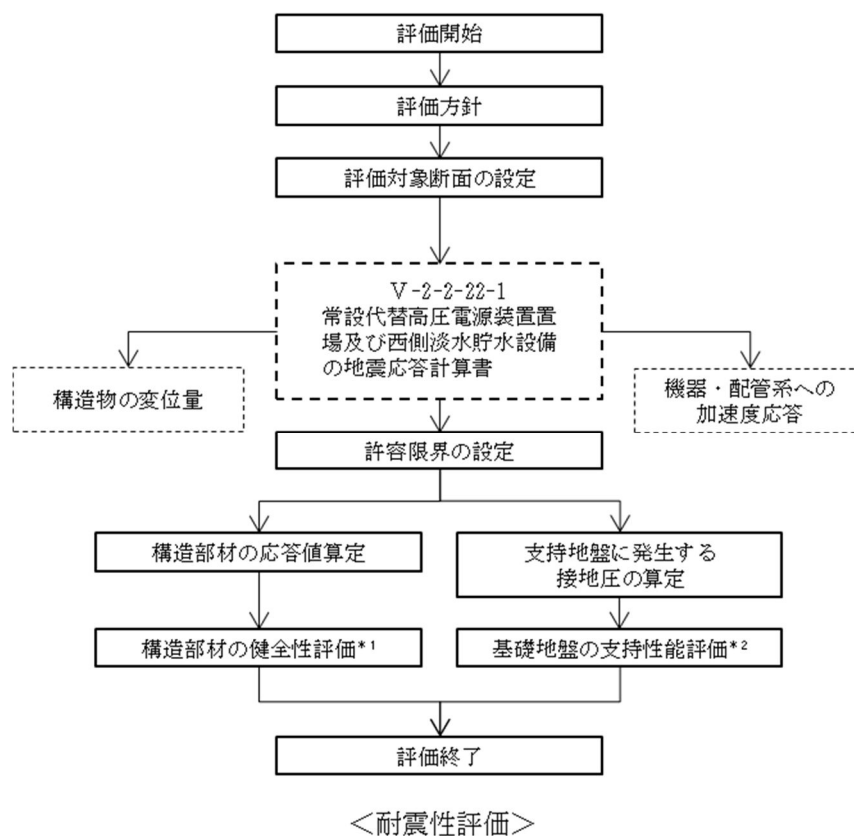 評価開始
評価方針
評価対象断面の設定
Ⅴ-2-2-22-1
常設代替高圧電源装置置
場及び西側淡水貯水設備
の地震応答計算書
構造物の変位量
機器・配管系への
加速度応答
許容限界の設定
構造部材の応答値算定
支持地盤に発生する
接地圧の算定
構造部材の健全性評価*1
基礎地盤の支持性能評価*2
評価終了
＜耐震性評価＞